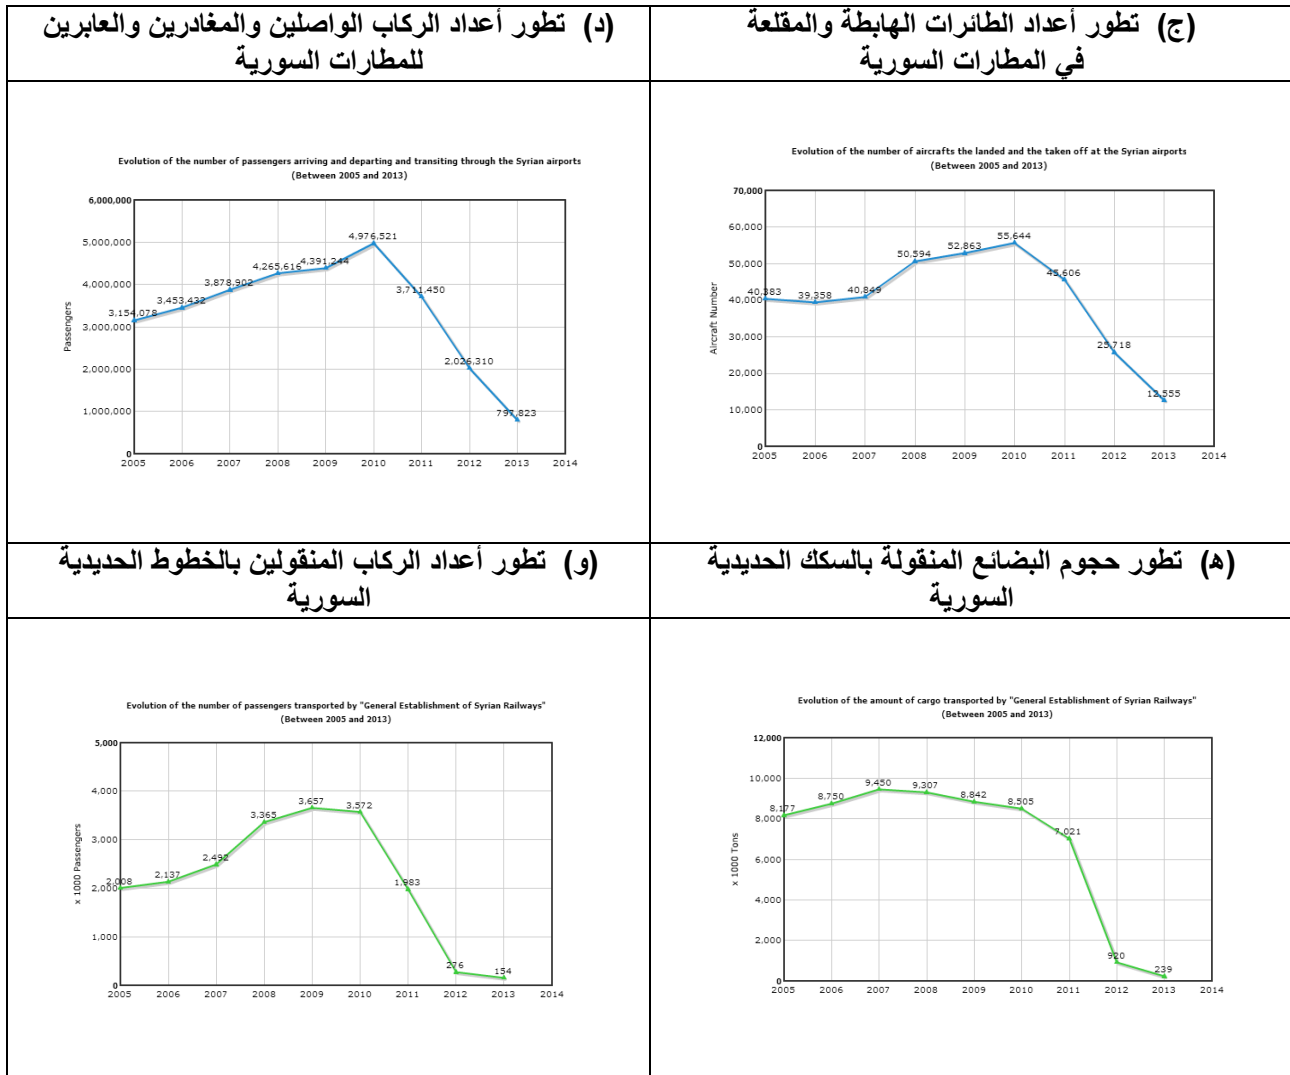 (ج) تطور أعداد الطائرات الهابطة والمقلعة
في المطارات السورية
(د) تطور أعداد الركاب الواصلين والمغادرين والعابرين
للمطارات السورية
Evolution of the number of aircrafts the landed and the taken off at the Syrian airports
(Between 2005 and 2013)
70,000
60,000
50,000
40,000
30,000
20,000
10,000
0
Aircraft Number
40,383 39,358 40,849 50,594 52,863 55,644 45,606 25,718 12,555
2005 2006 2007 2008 2009 2010 2011 2012 2013 2014
Evolution of the number of passengers arriving and departing and transiting through the Syrian airports
(Between 2005 and 2013)
6,000,000
5,000,000
4,000,000
3,000,000
2,000,000
1,000,000
0
Passengers
3,154,078 3,453,432 3,878,902 4,265,616 4,391,244 4,976,521 3,711,450 2,026,310 797,823
2005 2006 2007 2008 2009 2010 2011 2012 2013 2014
(ه) تطور حجوم البضائع المنقولة بالسكك الحديدية
السورية
(و) تطور أعداد الركاب المنقولين بالخطوط الحديدية
السورية
Evolution of the amount of cargo transported by "General Establishment of Syrian Railways"
(Between 2005 and 2013)
12,000
10,000
8,000
6,000
4,000
2,000
0
x 1000 Tons
8,177 8,750 9,450 9,307 8,842 8,505 7,021 920 239
2005 2006 2007 2008 2009 2010 2011 2012 2013 2014
Evolution of the number of passengers transported by "General Establishment of Syrian Railways"
(Between 2005 and 2013)
5,000
4,000
3,000
2,000
1,000
0
x 1000 Passengers
2,008 2,137 2,492 3,365 3,657 3,572 1,983 276 154
2005 2006 2007 2008 2009 2010 2011 2012 2013 2014